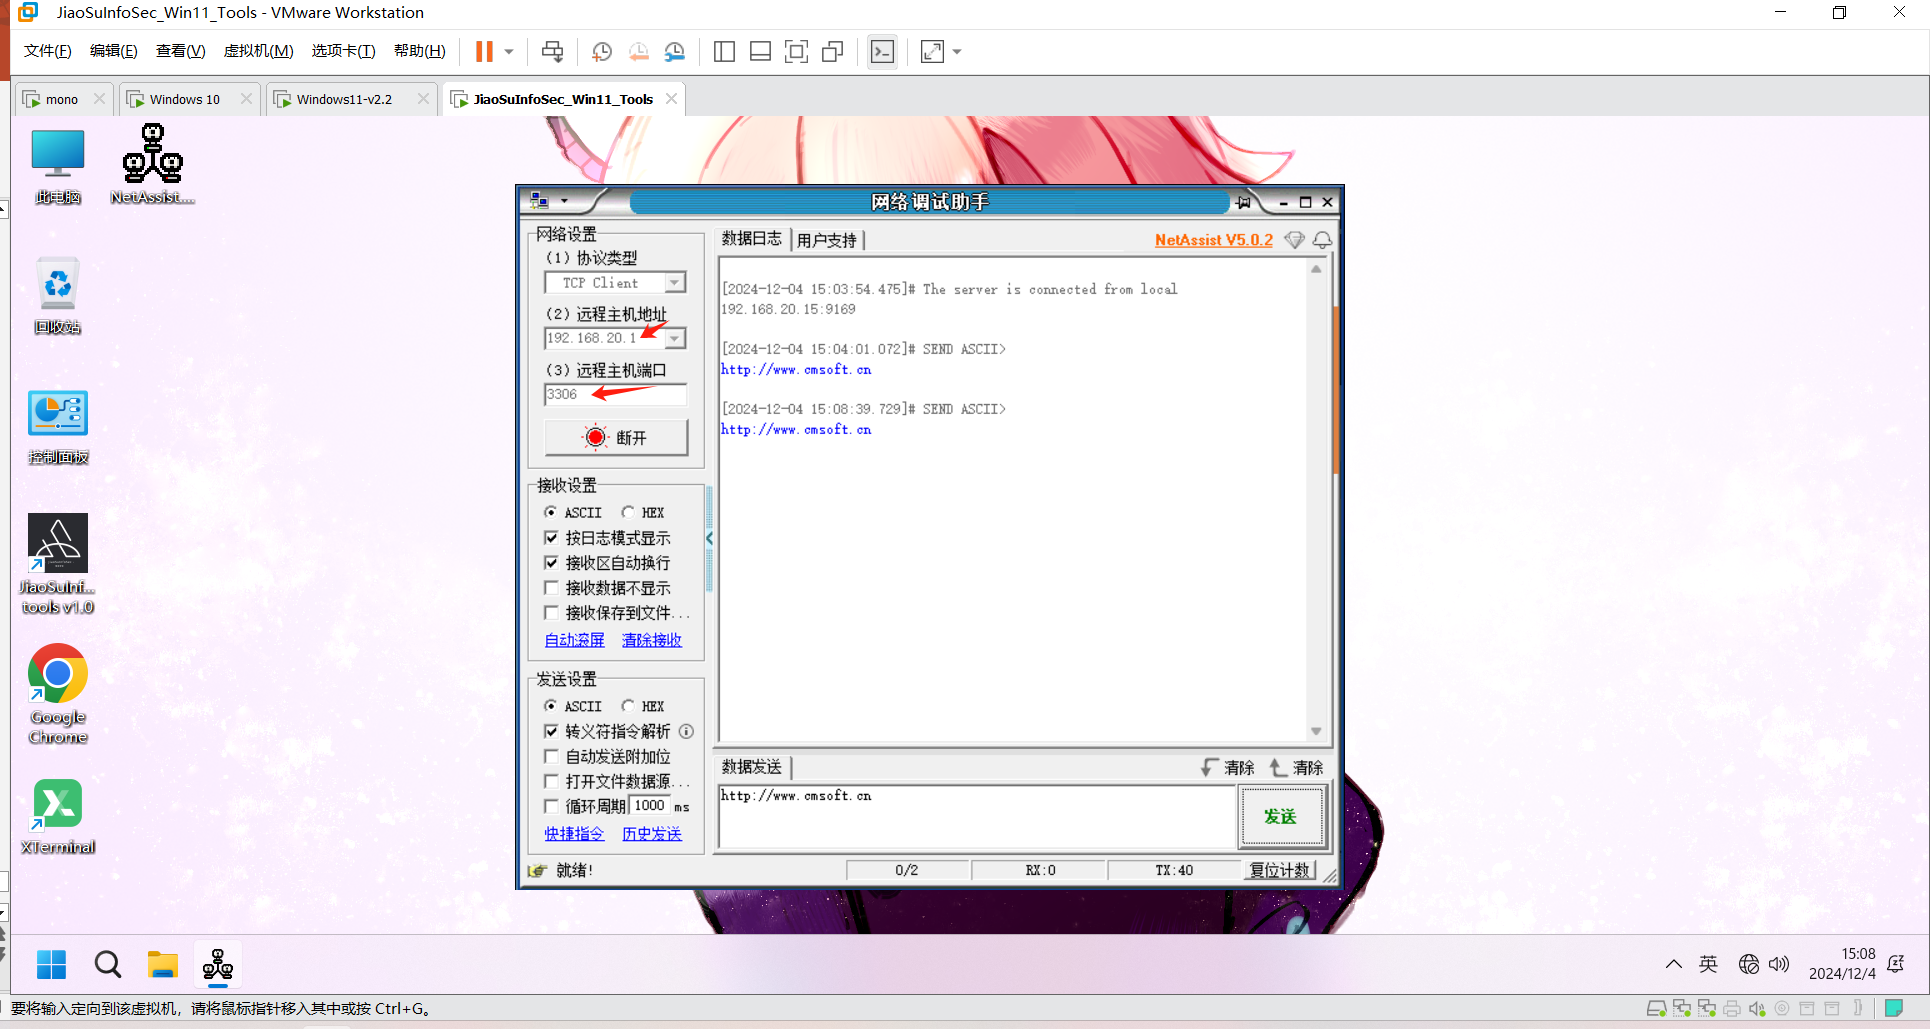 JiaoSuInfoSec_Win11_Tools - VMware Workstation
文件(F) 编辑(E) 查看(V) 虚拟机(M) 选项卡(T) 帮助(H)
mono
Windows 10
Windows11-v2.2
JiaoSuInfoSec_Win11_Tools
此电脑
NetAssist....
回收站
控制面板
JiaoSuInf... tools v1.0
Google Chrome
XTerminal
网络调试助手
网络设置
(1) 协议类型
TCP Client
(2) 远程主机地址
192.168.20.1
(3) 远程主机端口
3306
断开
接收设置
ASCII HEX
按日志模式显示
接收区自动换行
接收数据不显示
接收保存到文件...
自动滚屏 清除接收
发送设置
ASCII HEX
转义符指令解析
自动发送附加位
打开文件数据源...
循环周期 1000 ms
快捷指令 历史发送
数据日志 用户支持
NetAssist V5.0.2
[2024-12-04 15:03:54.475]# The server is connected from local
192.168.20.15:9169
[2024-12-04 15:04:01.072]# SEND ASCII>
http://www.cmsoft.cn
[2024-12-04 15:08:39.729]# SEND ASCII>
http://www.cmsoft.cn
数据发送
清除 清除
http://www.cmsoft.cn
发送
就绪!
0/2
RX:0
TX:40
复位计数
英
15:08
2024/12/4
要将输入定向到该虚拟机，请将鼠标指针移入其中或按 Ctrl+G。